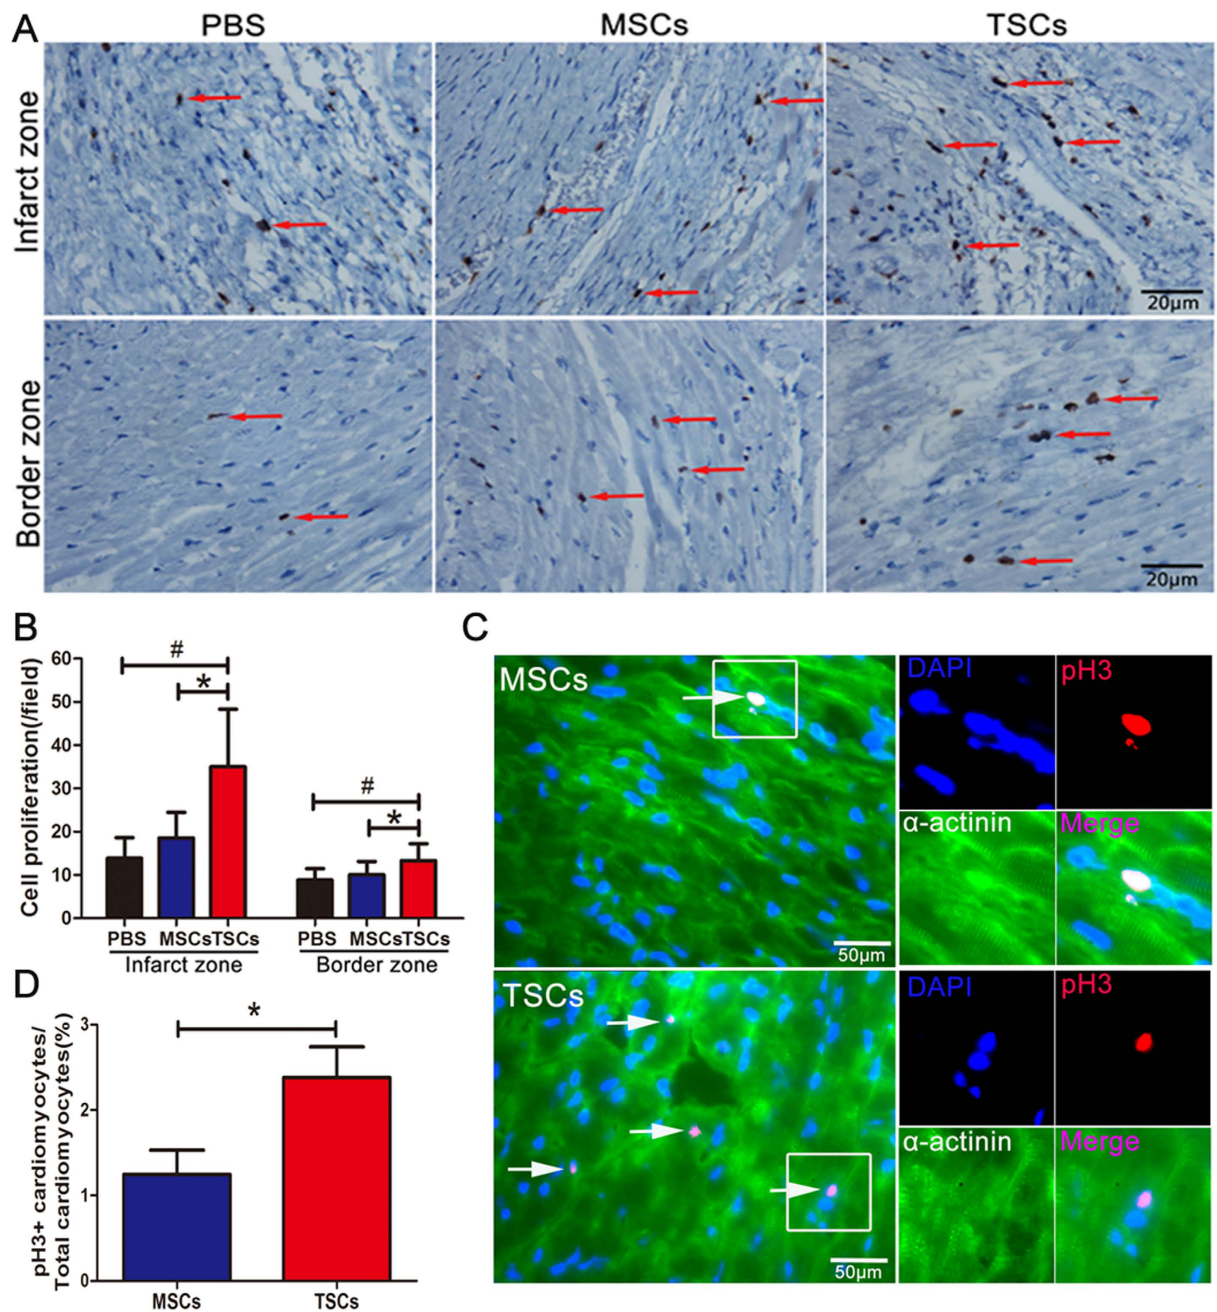 A
PBS
MSCs
TSCs
Infarct zone
20μm
Border zone
20μm
B
Cell proliferation(/field)
60
50
40
30
20
10
0
#
*
#
*
PBS
MSCs
TSCs
PBS
MSCs
TSCs
Infarct zone
Border zone
C
MSCs
50μm
DAPI
pH3
α-actinin
Merge
TSCs
50μm
DAPI
pH3
α-actinin
Merge
D
pH3+ cardiomyocytes/
Total cardiomyocytes(%)
3
2
1
0
*
MSCs
TSCs